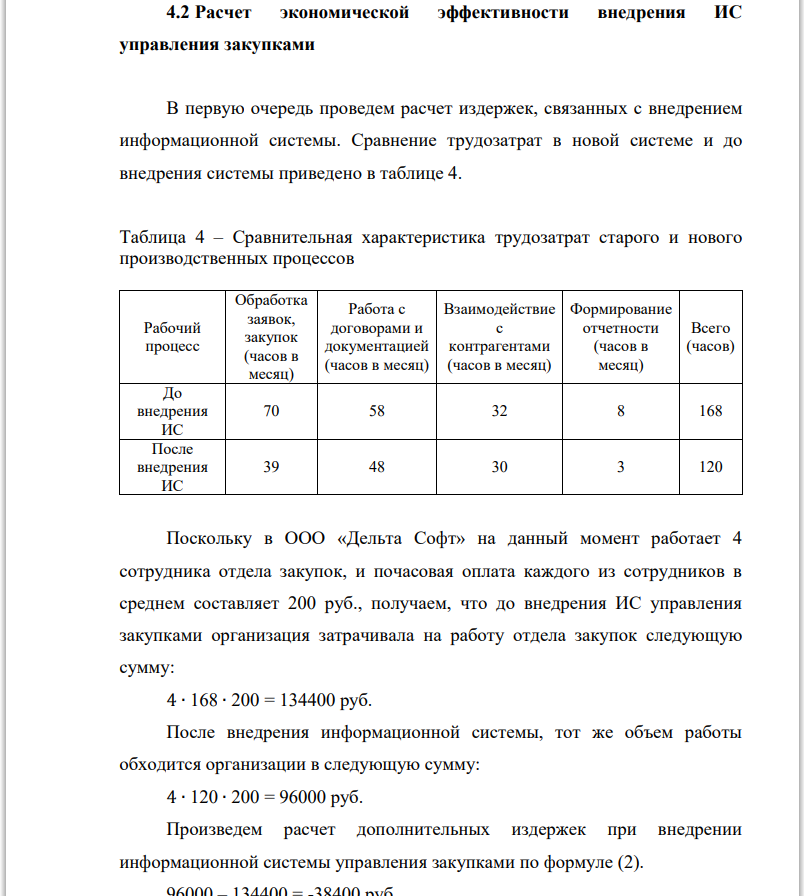 4.2 Расчет экономической эффективности внедрения ИС
управления закупками
В первую очередь проведем расчет издержек, связанных с внедрением
информационной системы. Сравнение трудозатрат в новой системе и до
внедрения системы приведено в таблице 4.
Таблица 4 – Сравнительная характеристика трудозатрат старого и нового
производственных процессов
Рабочий
процесс
Обработка
заявок,
закупок
(часов в
месяц)
Работа с
договорами и
документацией
(часов в месяц)
Взаимодействие
с
контрагентами
(часов в месяц)
Формирование
отчетности
(часов в
месяц)
Всего
(часов)
До
внедрения
ИС
70
58
32
8
168
После
внедрения
ИС
39
48
30
3
120
Поскольку в ООО «Дельта Софт» на данный момент работает 4
сотрудника отдела закупок, и почасовая оплата каждого из сотрудников в
среднем составляет 200 руб., получаем, что до внедрения ИС управления
закупками организация затрачивала на работу отдела закупок следующую
сумму:
4 · 168 · 200 = 134400 руб.
После внедрения информационной системы, тот же объем работы
обходится организации в следующую сумму:
4 · 120 · 200 = 96000 руб.
Произведем расчет дополнительных издержек при внедрении
информационной системы управления закупками по формуле (2).
96000 – 134400 = -38400 руб.